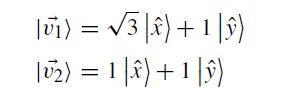 |v⃗1⟩ = √3 |x̂⟩ + 1 |ŷ⟩
|v⃗2⟩ = 1 |x̂⟩ + 1 |ŷ⟩